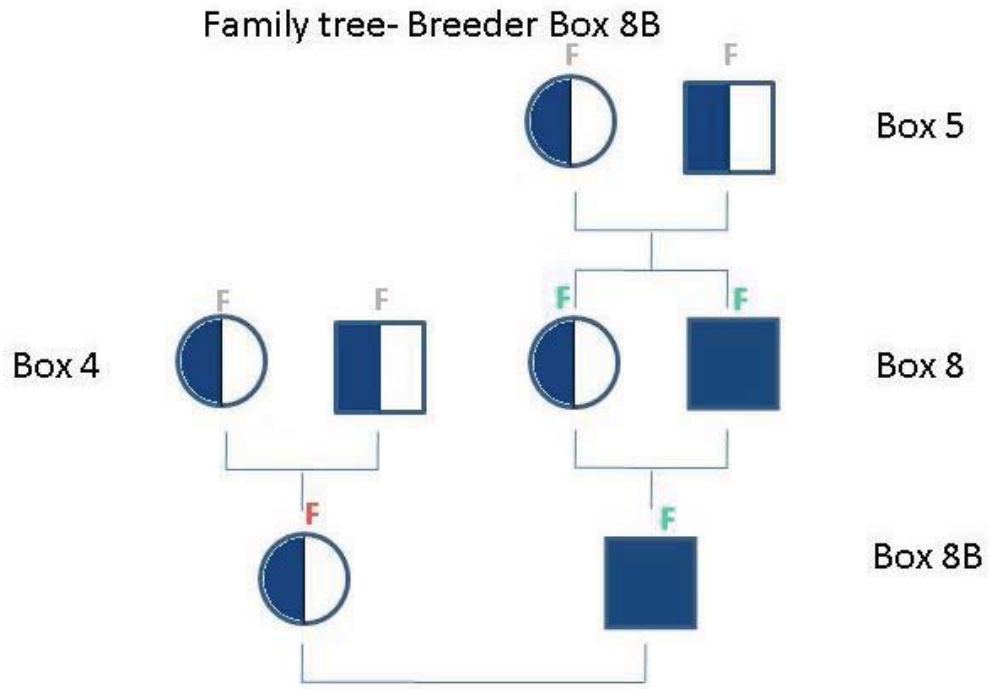 Family tree- Breeder Box 8B
F F
Box 5
F F F F
Box 4
Box 8
F F
Box 8B